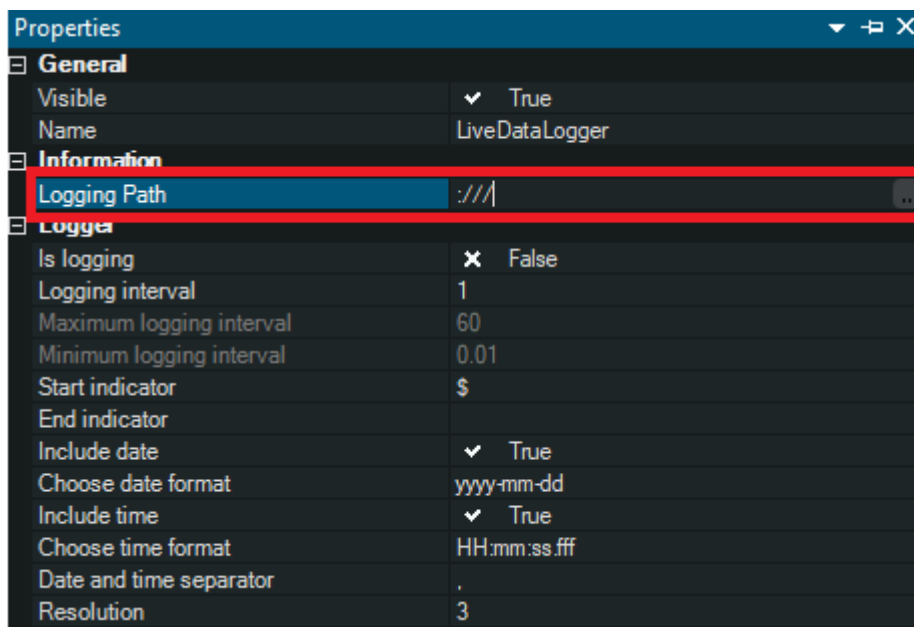 Properties
General
Visible True
Name LiveDataLogger
Information
Logging Path :///
Logger
Is logging False
Logging interval 1
Maximum logging interval 60
Minimum logging interval 0.01
Start indicator $
End indicator
Include date True
Choose date format yyyy-mm-dd
Include time True
Choose time format HH:mm:ss.fff
Date and time separator ,
Resolution 3